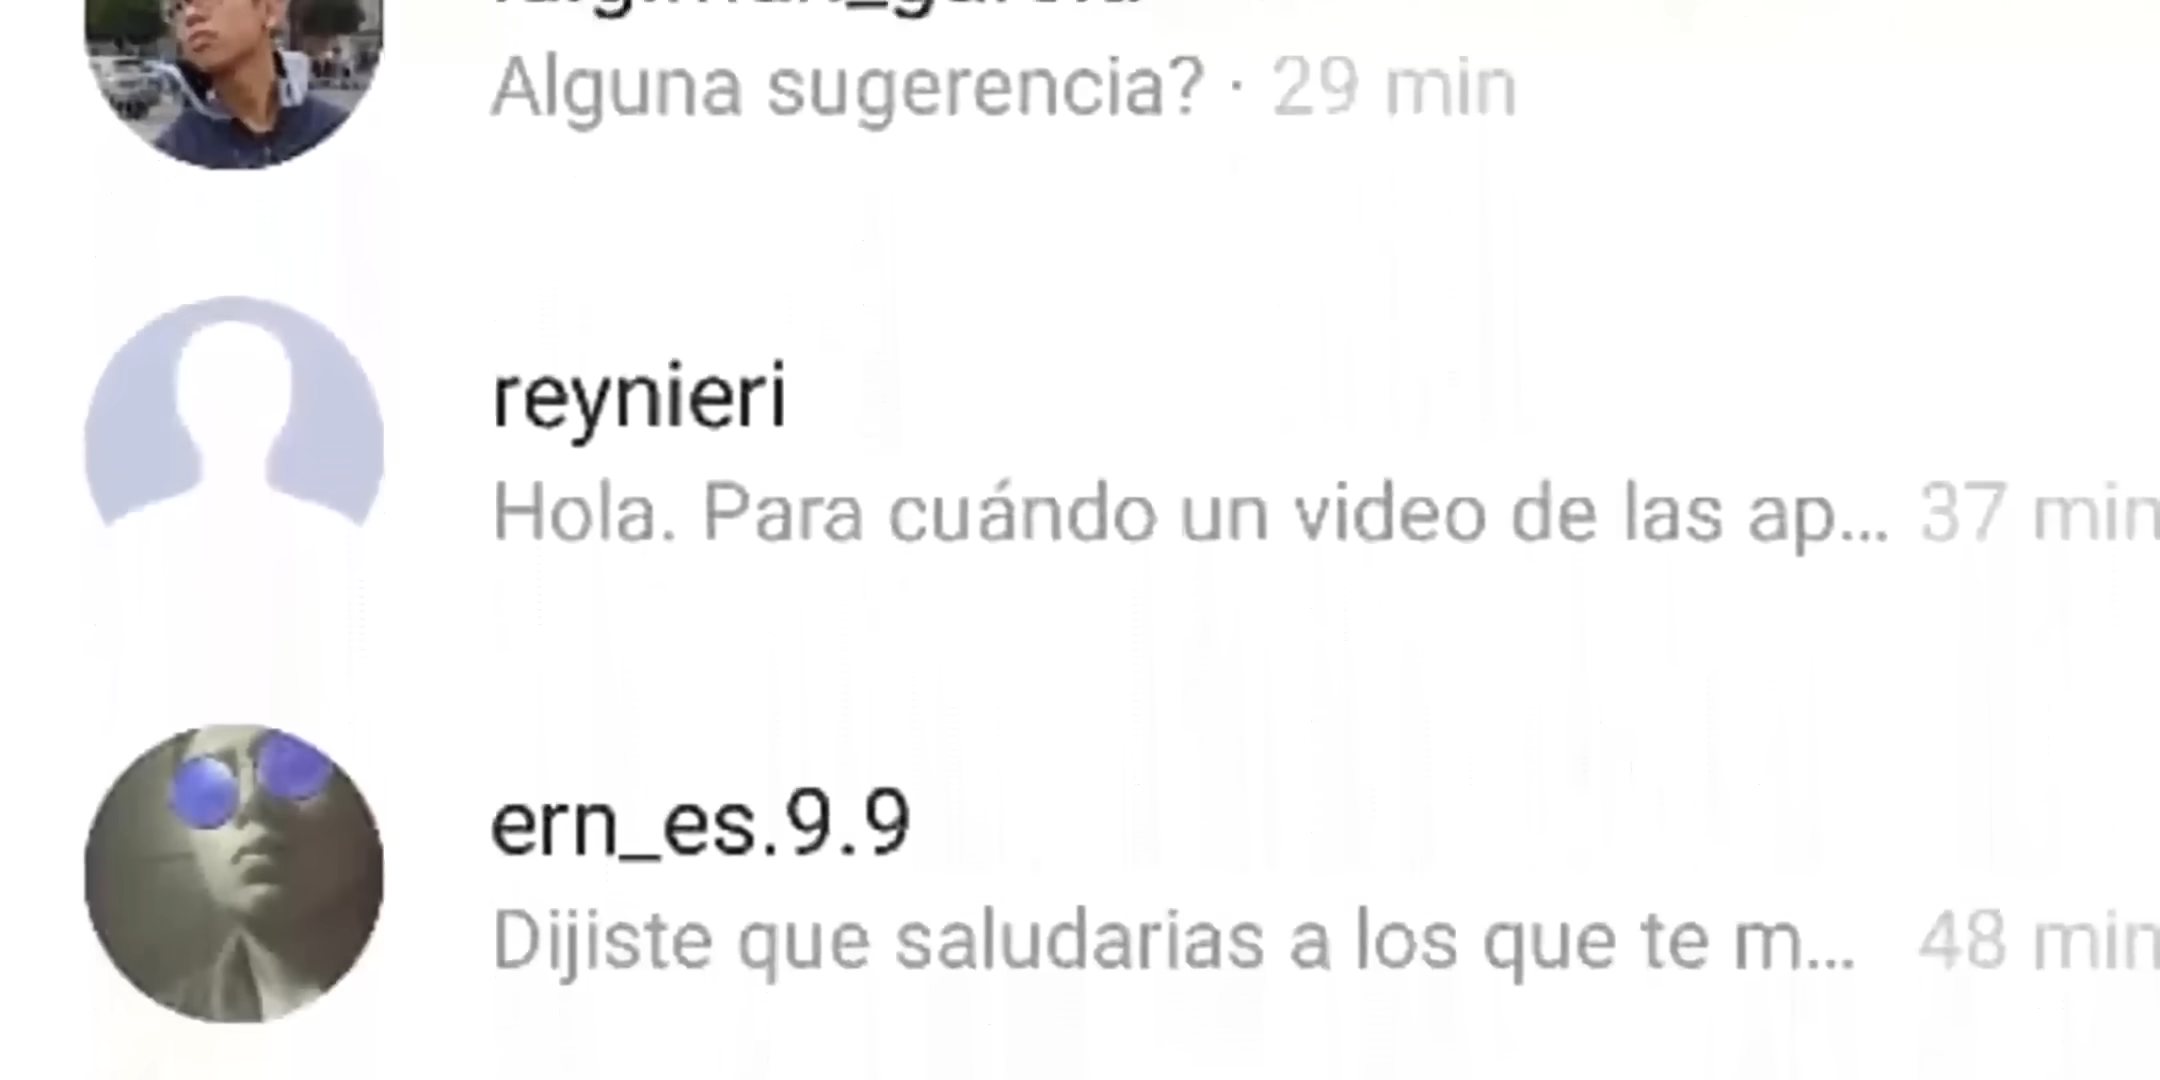 Alguna sugerencia? · 29 min
reynieri
Hola. Para cuándo un video de las ap... 37 min
ern_es.9.9
Dijiste que saludarias a los que te m... 48 min